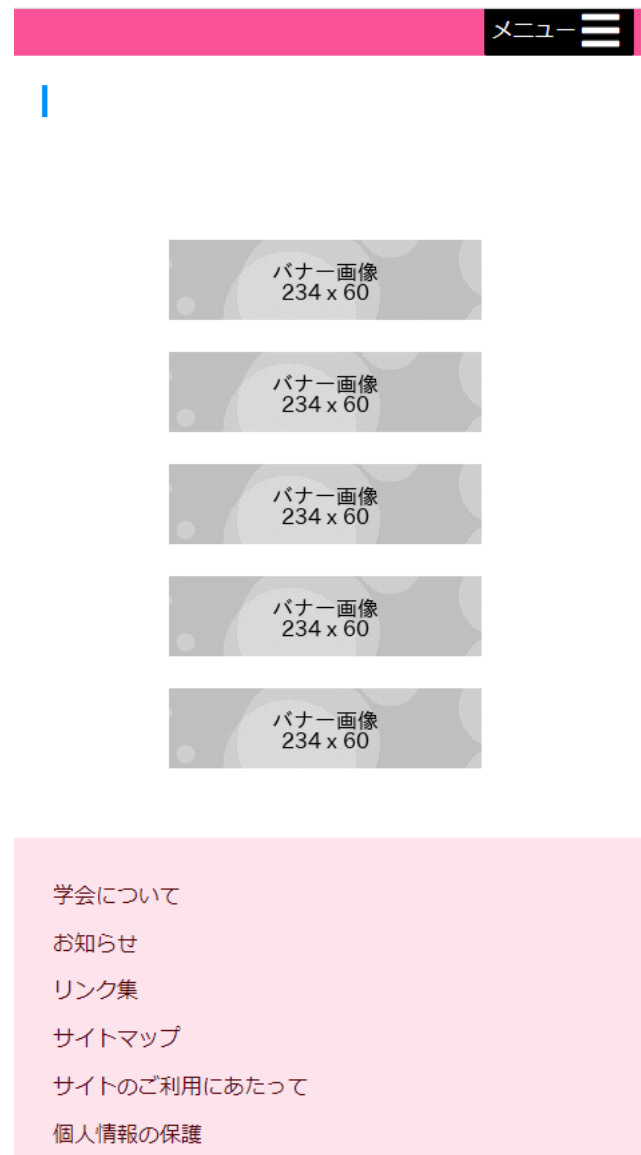 メニュー
バナー画像
234 x 60
バナー画像
234 x 60
バナー画像
234 x 60
バナー画像
234 x 60
バナー画像
234 x 60
学会について
お知らせ
リンク集
サイトマップ
サイトのご利用にあたって
個人情報の保護